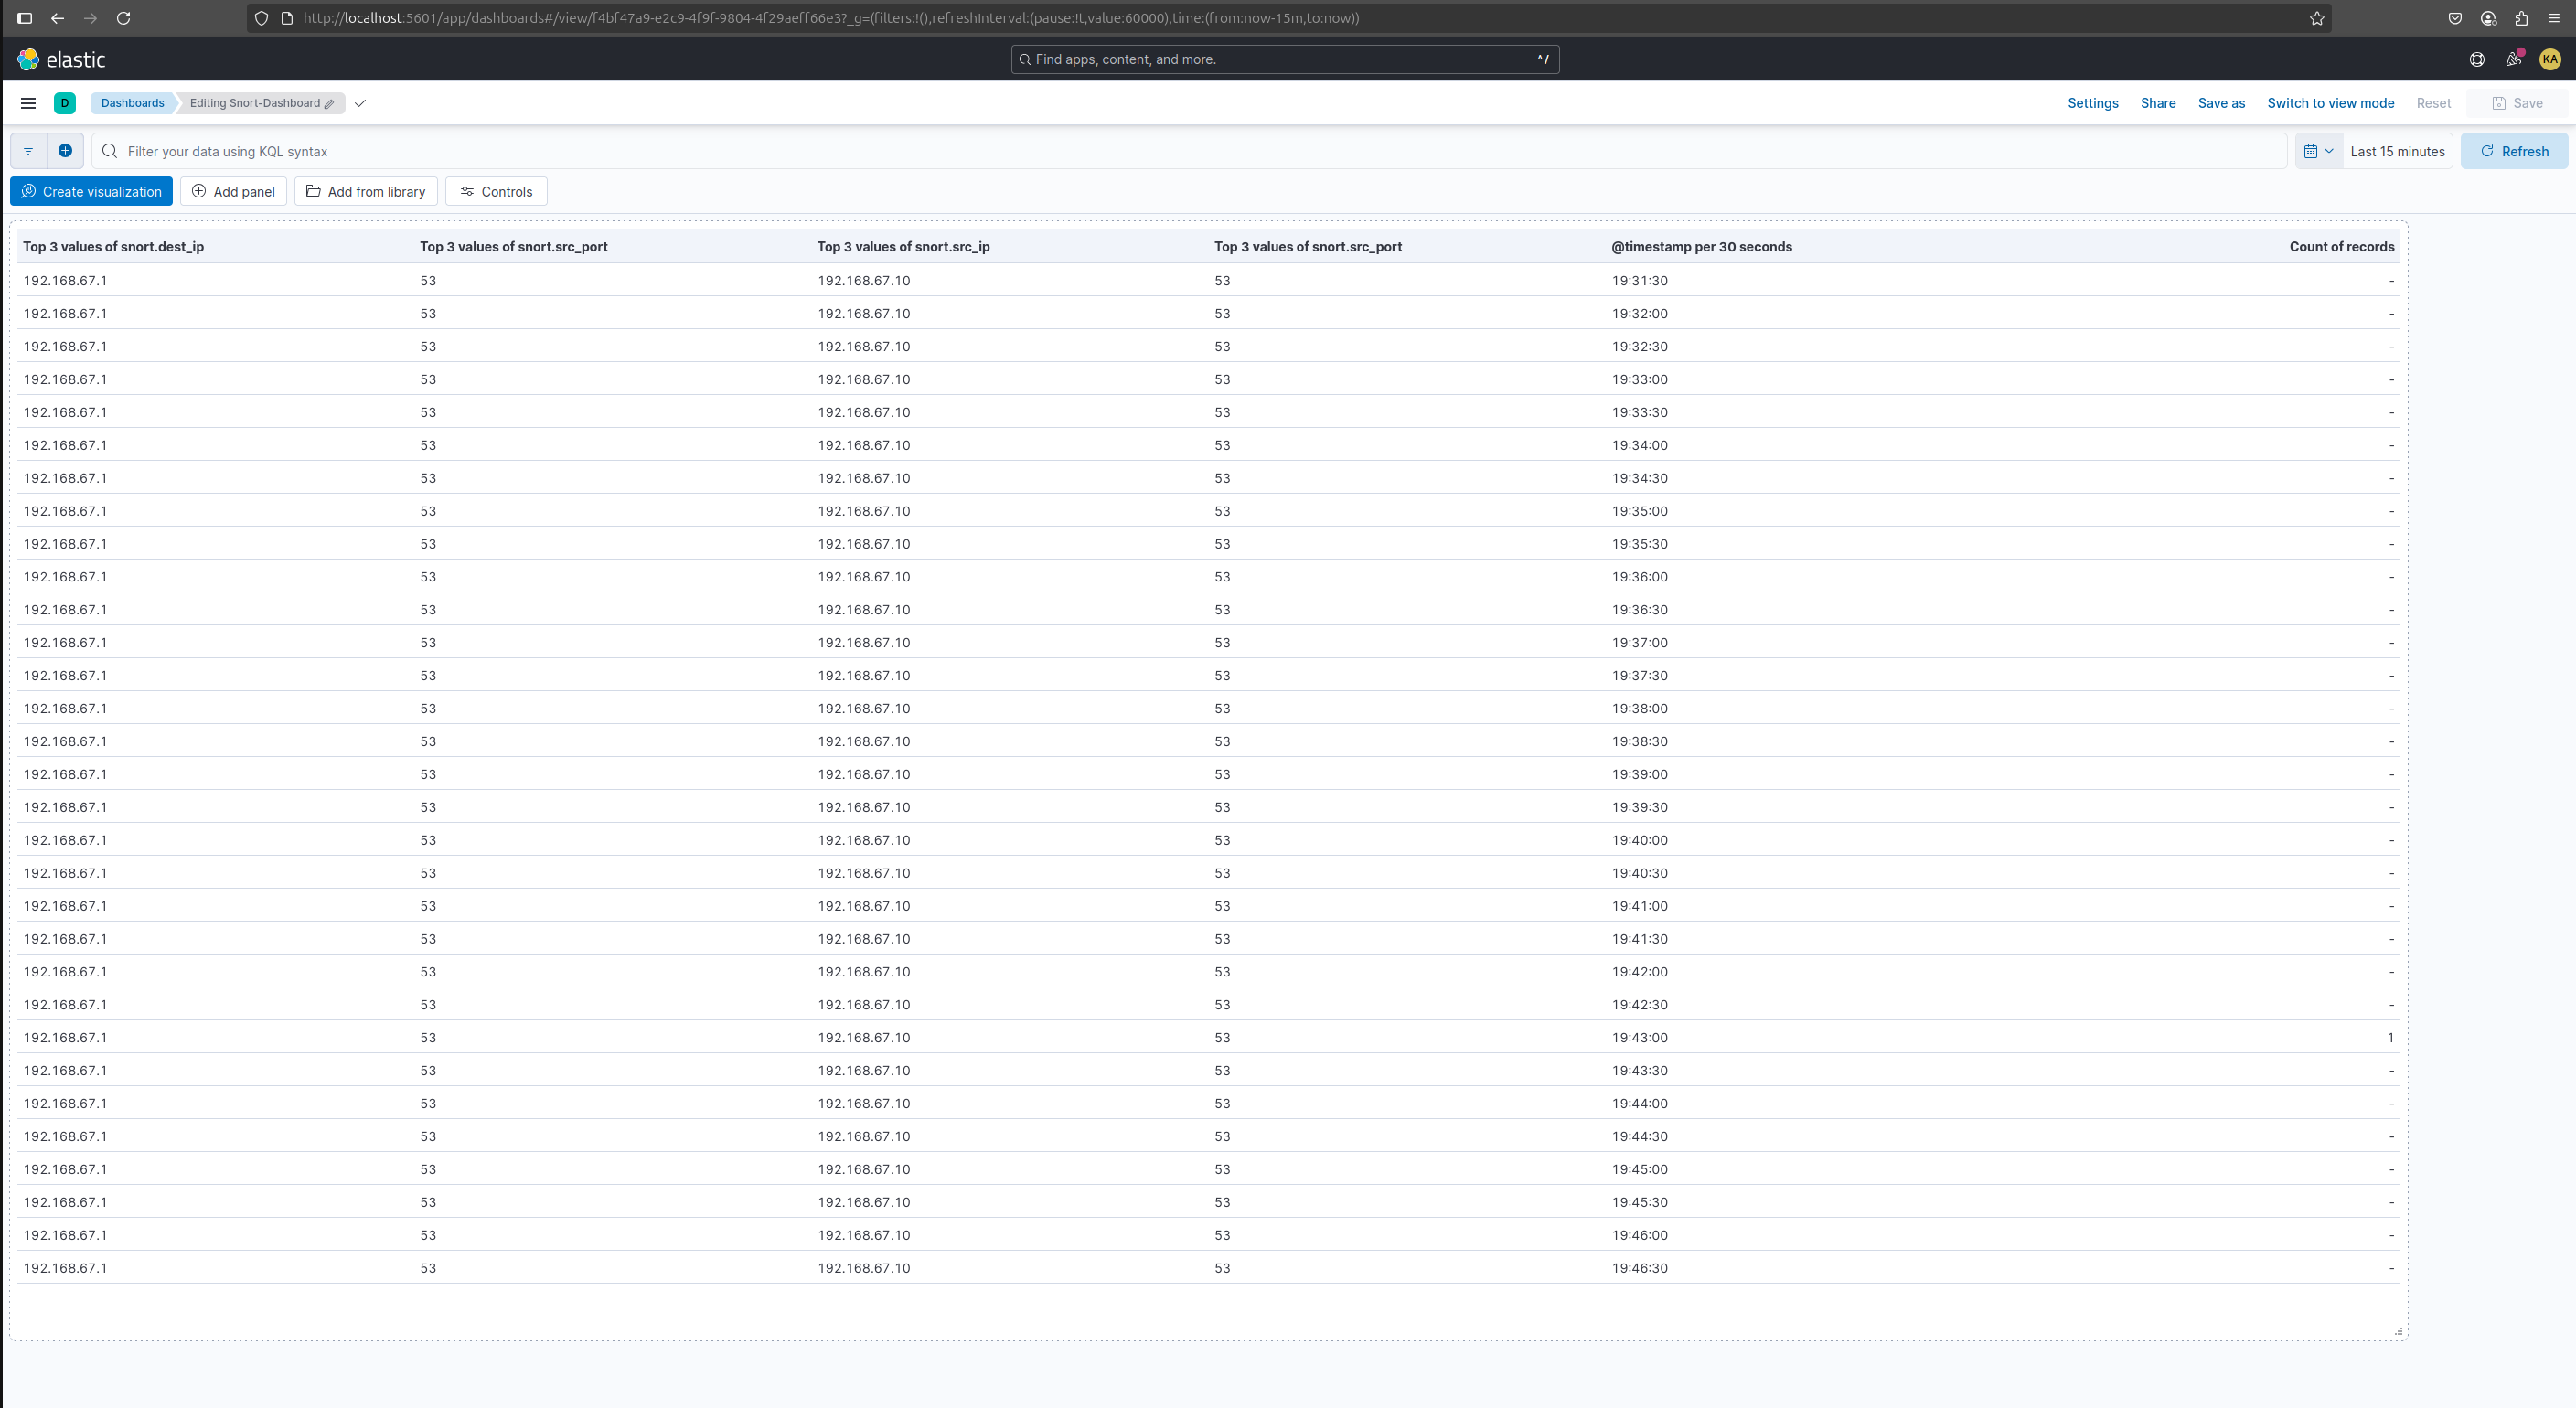 http://localhost:5601/app/dashboards#/view/f4bf47a9-e2c9-4f9f-9804-4f29aeff66e3?_g=(filters:!(),refreshInterval:(pause:!t,value:60000),time:(from:now-15m,to:now))
elastic Find apps, content, and more. ^/ KA
D Dashboards Editing Snort-Dashboard Settings Share Save as Switch to view mode Reset Save
Filter your data using KQL syntax Last 15 minutes Refresh
Create visualization Add panel Add from library Controls
Top 3 values of snort.dest_ip Top 3 values of snort.src_port Top 3 values of snort.src_ip Top 3 values of snort.src_port @timestamp per 30 seconds Count of records
192.168.67.1 53 192.168.67.10 53 19:31:30 -
192.168.67.1 53 192.168.67.10 53 19:32:00 -
192.168.67.1 53 192.168.67.10 53 19:32:30 -
192.168.67.1 53 192.168.67.10 53 19:33:00 -
192.168.67.1 53 192.168.67.10 53 19:33:30 -
192.168.67.1 53 192.168.67.10 53 19:34:00 -
192.168.67.1 53 192.168.67.10 53 19:34:30 -
192.168.67.1 53 192.168.67.10 53 19:35:00 -
192.168.67.1 53 192.168.67.10 53 19:35:30 -
192.168.67.1 53 192.168.67.10 53 19:36:00 -
192.168.67.1 53 192.168.67.10 53 19:36:30 -
192.168.67.1 53 192.168.67.10 53 19:37:00 -
192.168.67.1 53 192.168.67.10 53 19:37:30 -
192.168.67.1 53 192.168.67.10 53 19:38:00 -
192.168.67.1 53 192.168.67.10 53 19:38:30 -
192.168.67.1 53 192.168.67.10 53 19:39:00 -
192.168.67.1 53 192.168.67.10 53 19:39:30 -
192.168.67.1 53 192.168.67.10 53 19:40:00 -
192.168.67.1 53 192.168.67.10 53 19:40:30 -
192.168.67.1 53 192.168.67.10 53 19:41:00 -
192.168.67.1 53 192.168.67.10 53 19:41:30 -
192.168.67.1 53 192.168.67.10 53 19:42:00 -
192.168.67.1 53 192.168.67.10 53 19:42:30 -
192.168.67.1 53 192.168.67.10 53 19:43:00 1
192.168.67.1 53 192.168.67.10 53 19:43:30 -
192.168.67.1 53 192.168.67.10 53 19:44:00 -
192.168.67.1 53 192.168.67.10 53 19:44:30 -
192.168.67.1 53 192.168.67.10 53 19:45:00 -
192.168.67.1 53 192.168.67.10 53 19:45:30 -
192.168.67.1 53 192.168.67.10 53 19:46:00 -
192.168.67.1 53 192.168.67.10 53 19:46:30 -